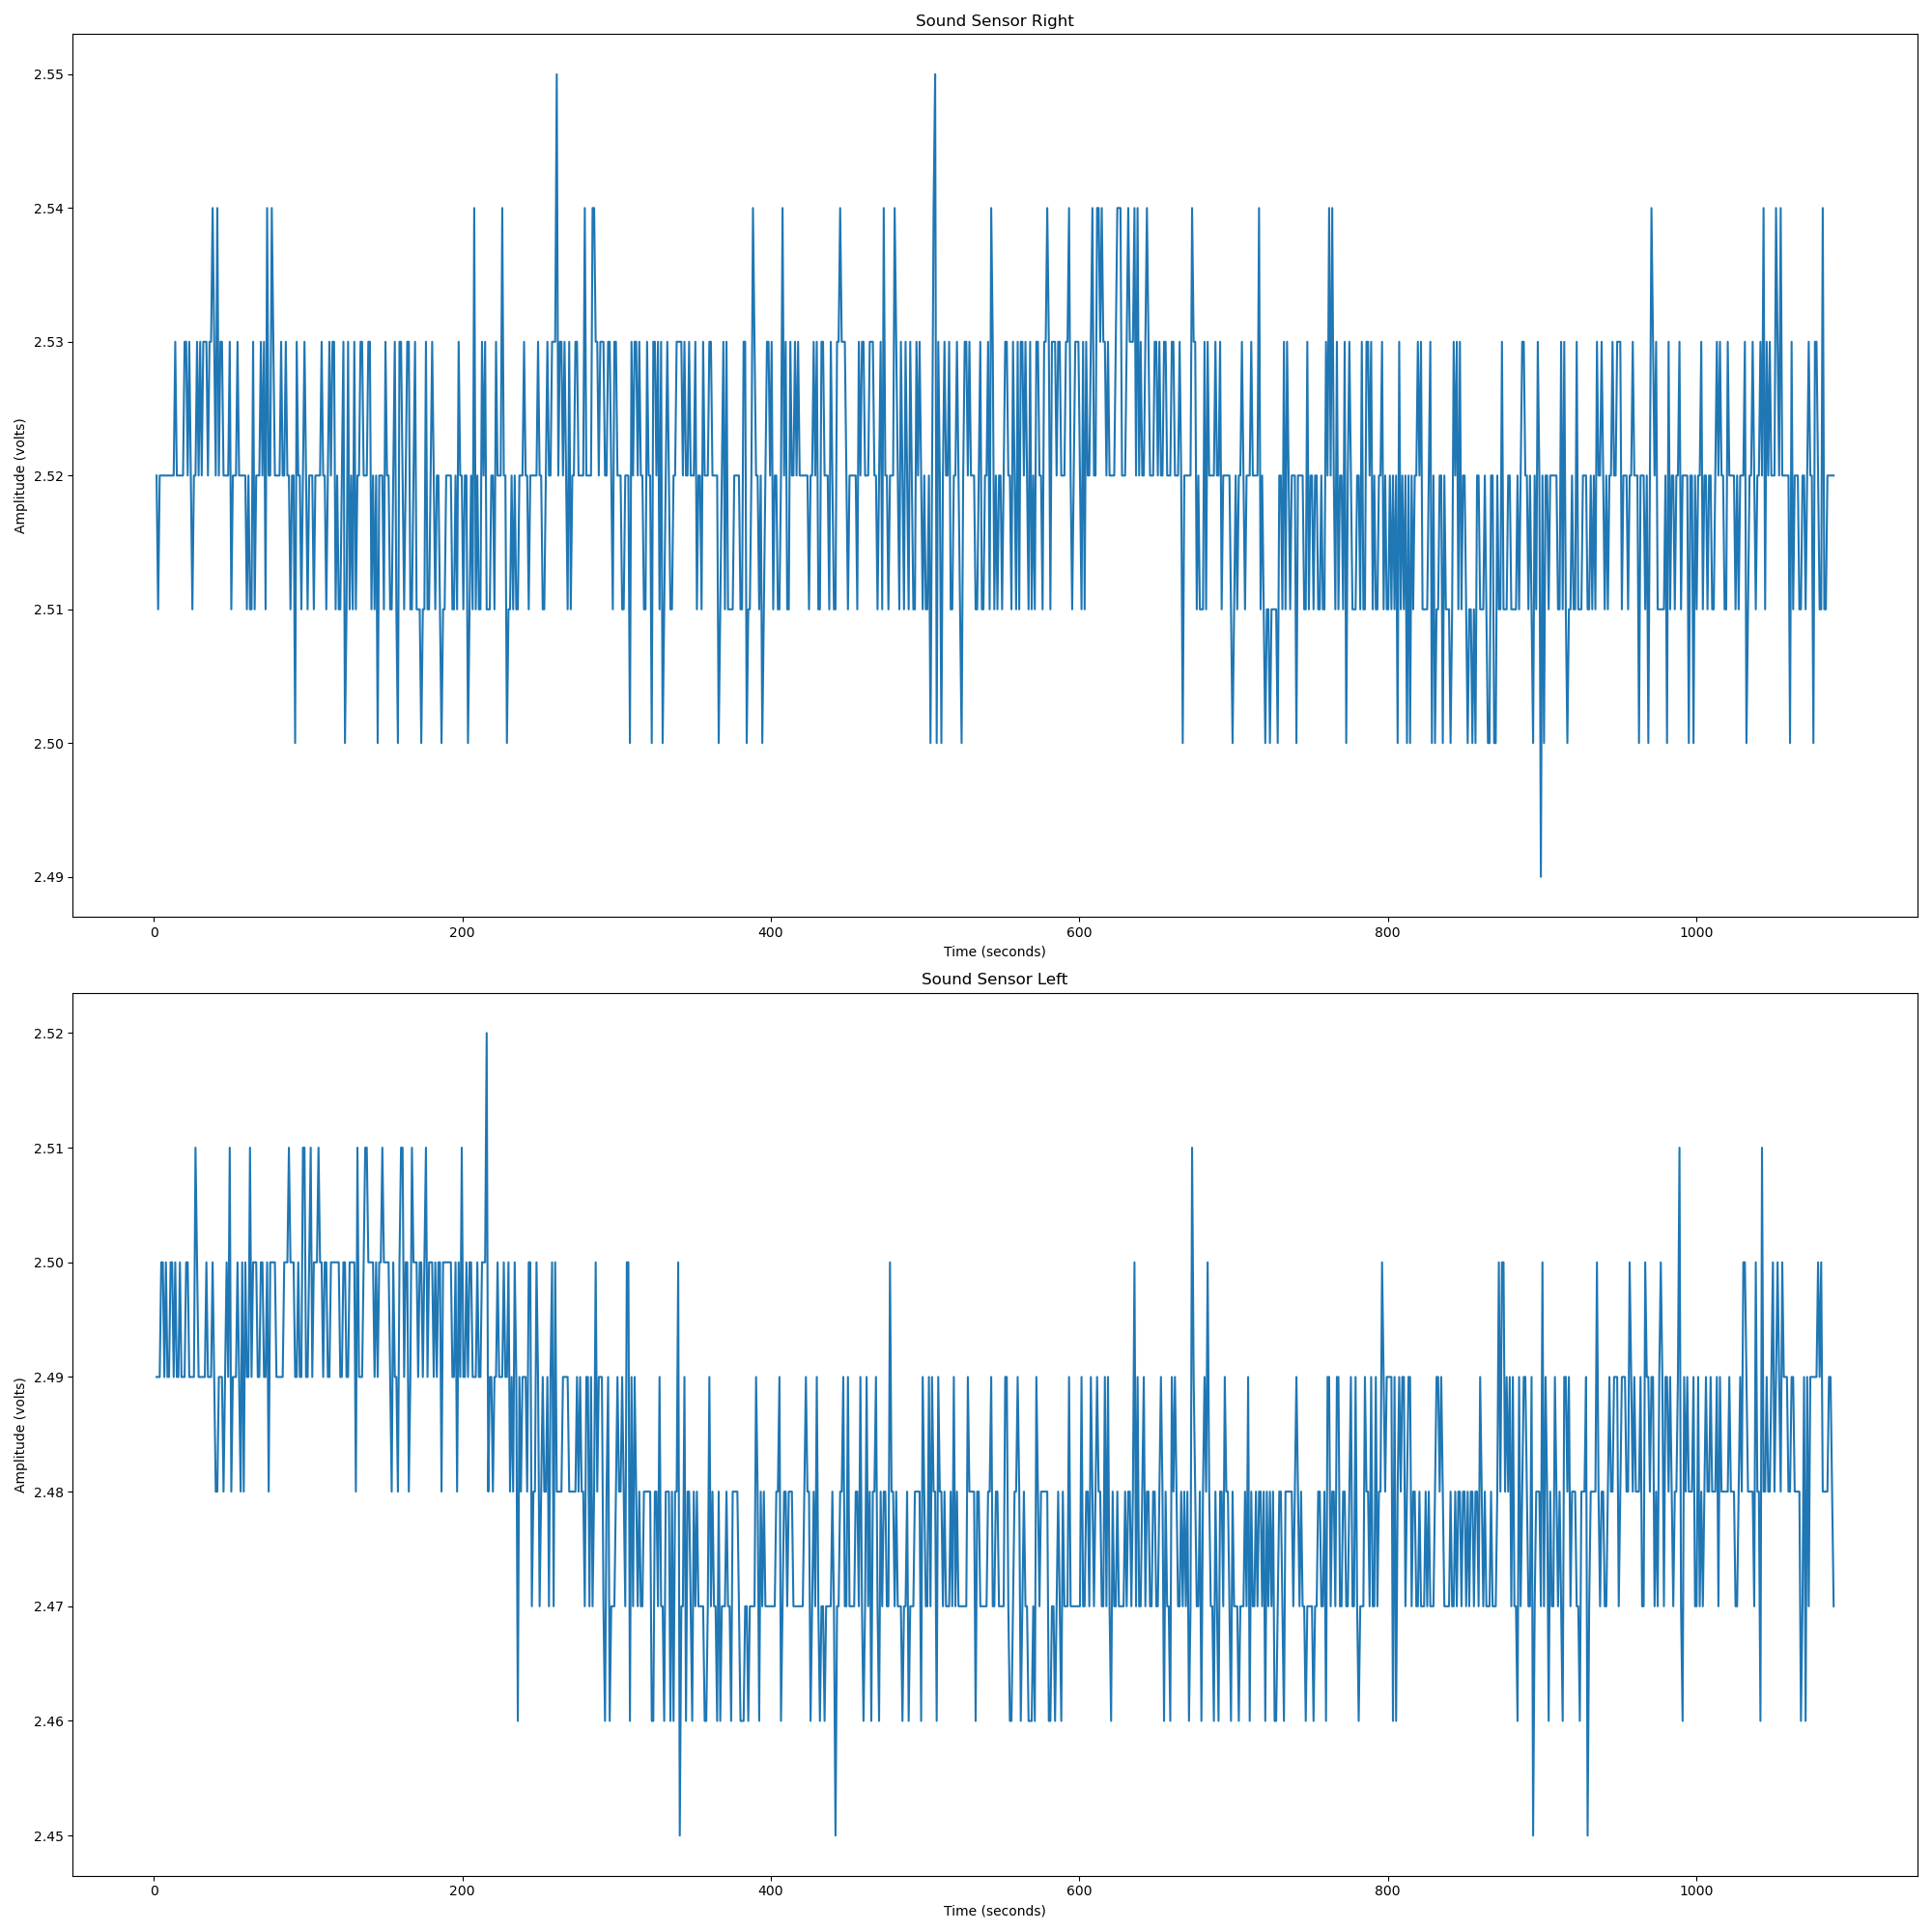 Sound Sensor Right
2.55
2.54
2.53
2.52
2.51
2.50
2.49
Amplitude (volts)
0 200 400 600 800 1000
Time (seconds)
Sound Sensor Left
2.52
2.51
2.50
2.49
2.48
2.47
2.46
2.45
Amplitude (volts)
0 200 400 600 800 1000
Time (seconds)